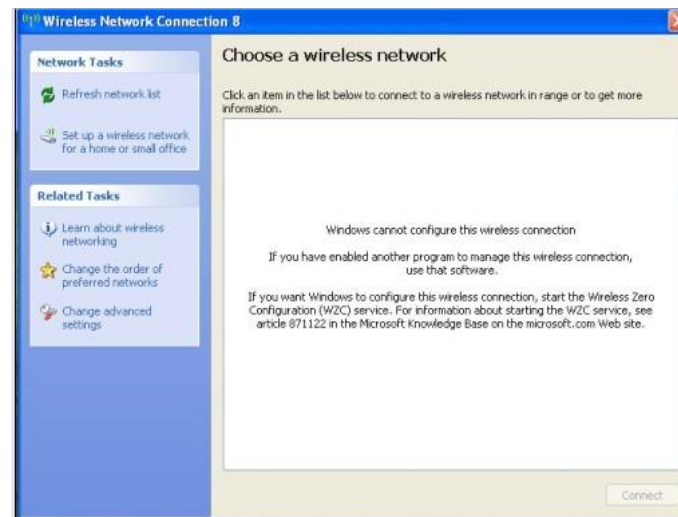 Wireless Network Connection 8
Network Tasks
Refresh network list
Set up a wireless network
for a home or small office
Related Tasks
Learn about wireless
networking
Change the order of
preferred networks
Change advanced
settings
Choose a wireless network
Click an item in the list below to connect to a wireless network in range or to get more
information.
Windows cannot configure this wireless connection
If you have enabled another program to manage this wireless connection,
use that software.
If you want Windows to configure this wireless connection, start the Wireless Zero
Configuration (WZC) service. For information about starting the WZC service, see
article 871122 in the Microsoft Knowledge Base on the microsoft.com Web site.
Connect